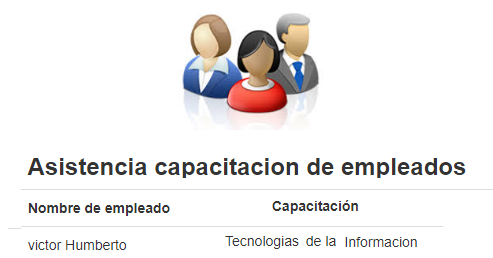 Asistencia capacitacion de empleados
Nombre de empleado Capacitación
victor Humberto Tecnologias de la Informacion